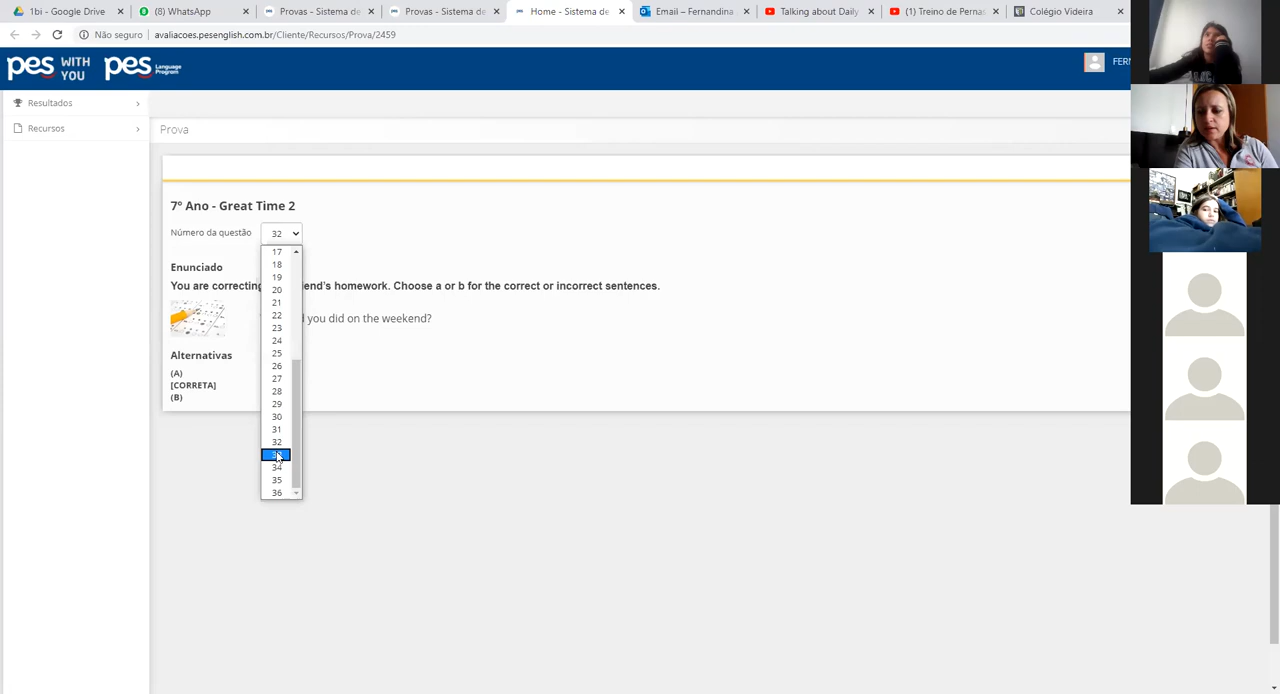 1bi - Google Drive
(8) WhatsApp
Provas - Sistema de
Provas - Sistema de
Home - Sistema de
Email – Fernandina
Talking about Daily
(1) Treino de Pernas
Colégio Videira
Não seguro
avaliacoes.pesenglish.com.br/Cliente/Recursos/Prova/2459
pes WITH YOU
pes Language Program
FERN
Resultados
Recursos
Prova
7º Ano - Great Time 2
Número da questão
32
17
18
19
20
21
22
23
24
25
26
27
28
29
30
31
32
34
35
36
Enunciado
You are correcting end's homework. Choose a or b for the correct or incorrect sentences.
d you did on the weekend?
Alternativas
(A)
[CORRETA]
(B)